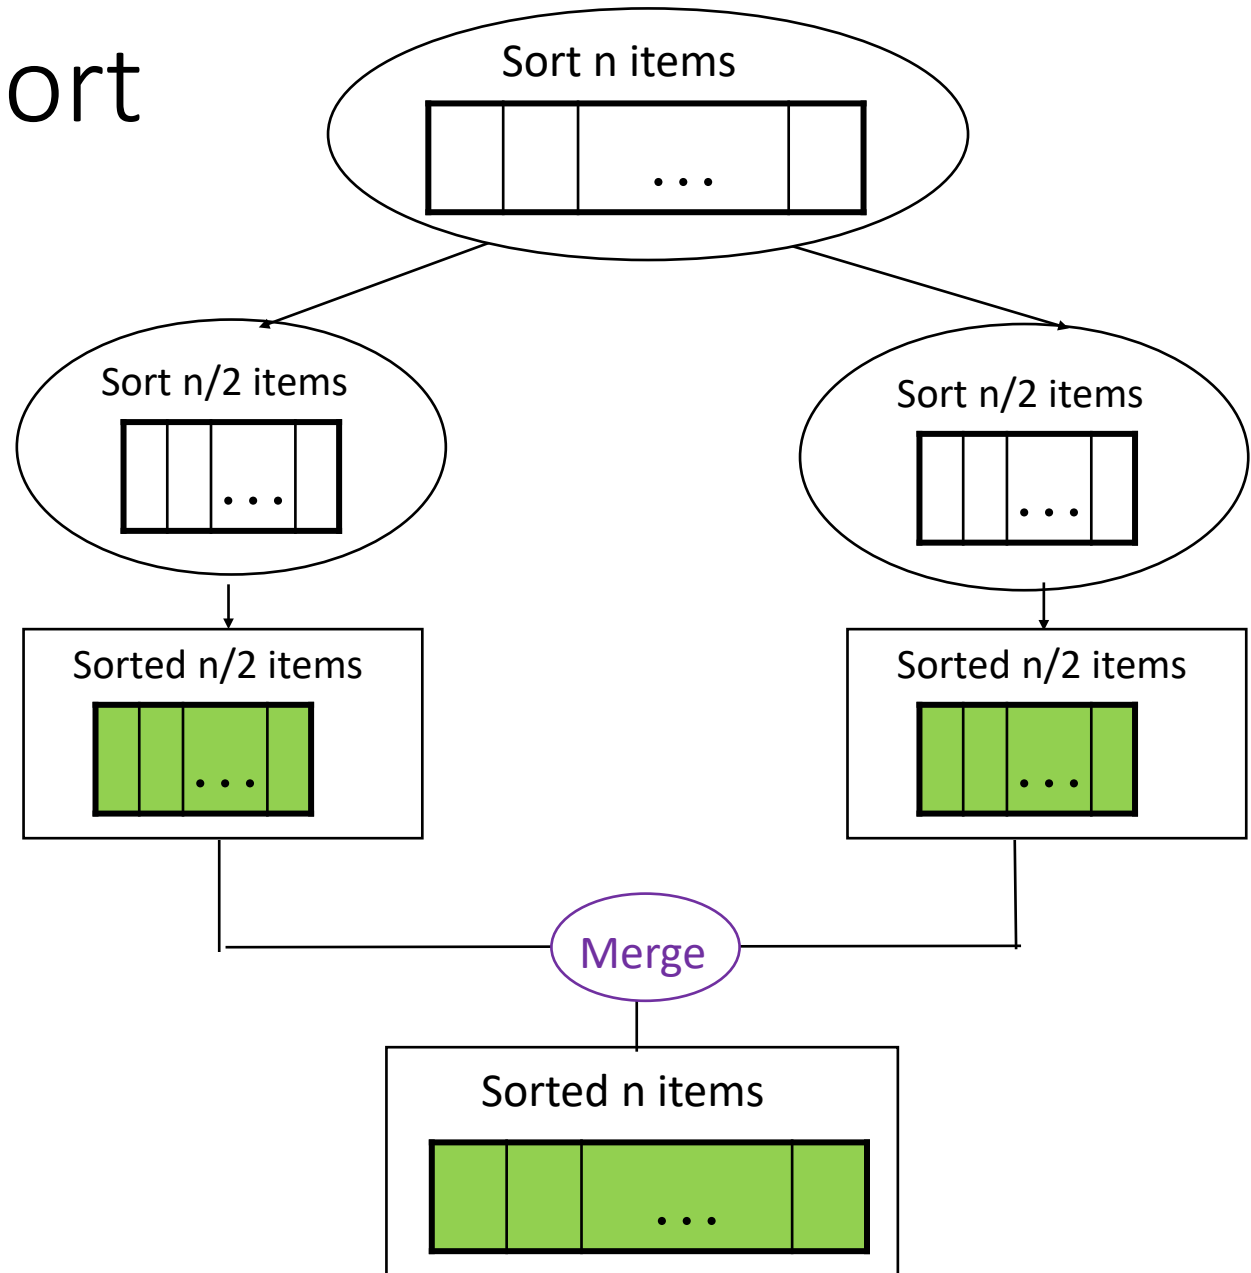 ort
Sort n items
...
Sort n/2 items
...
Sort n/2 items
...
Sorted n/2 items
...
Sorted n/2 items
...
Merge
Sorted n items
...